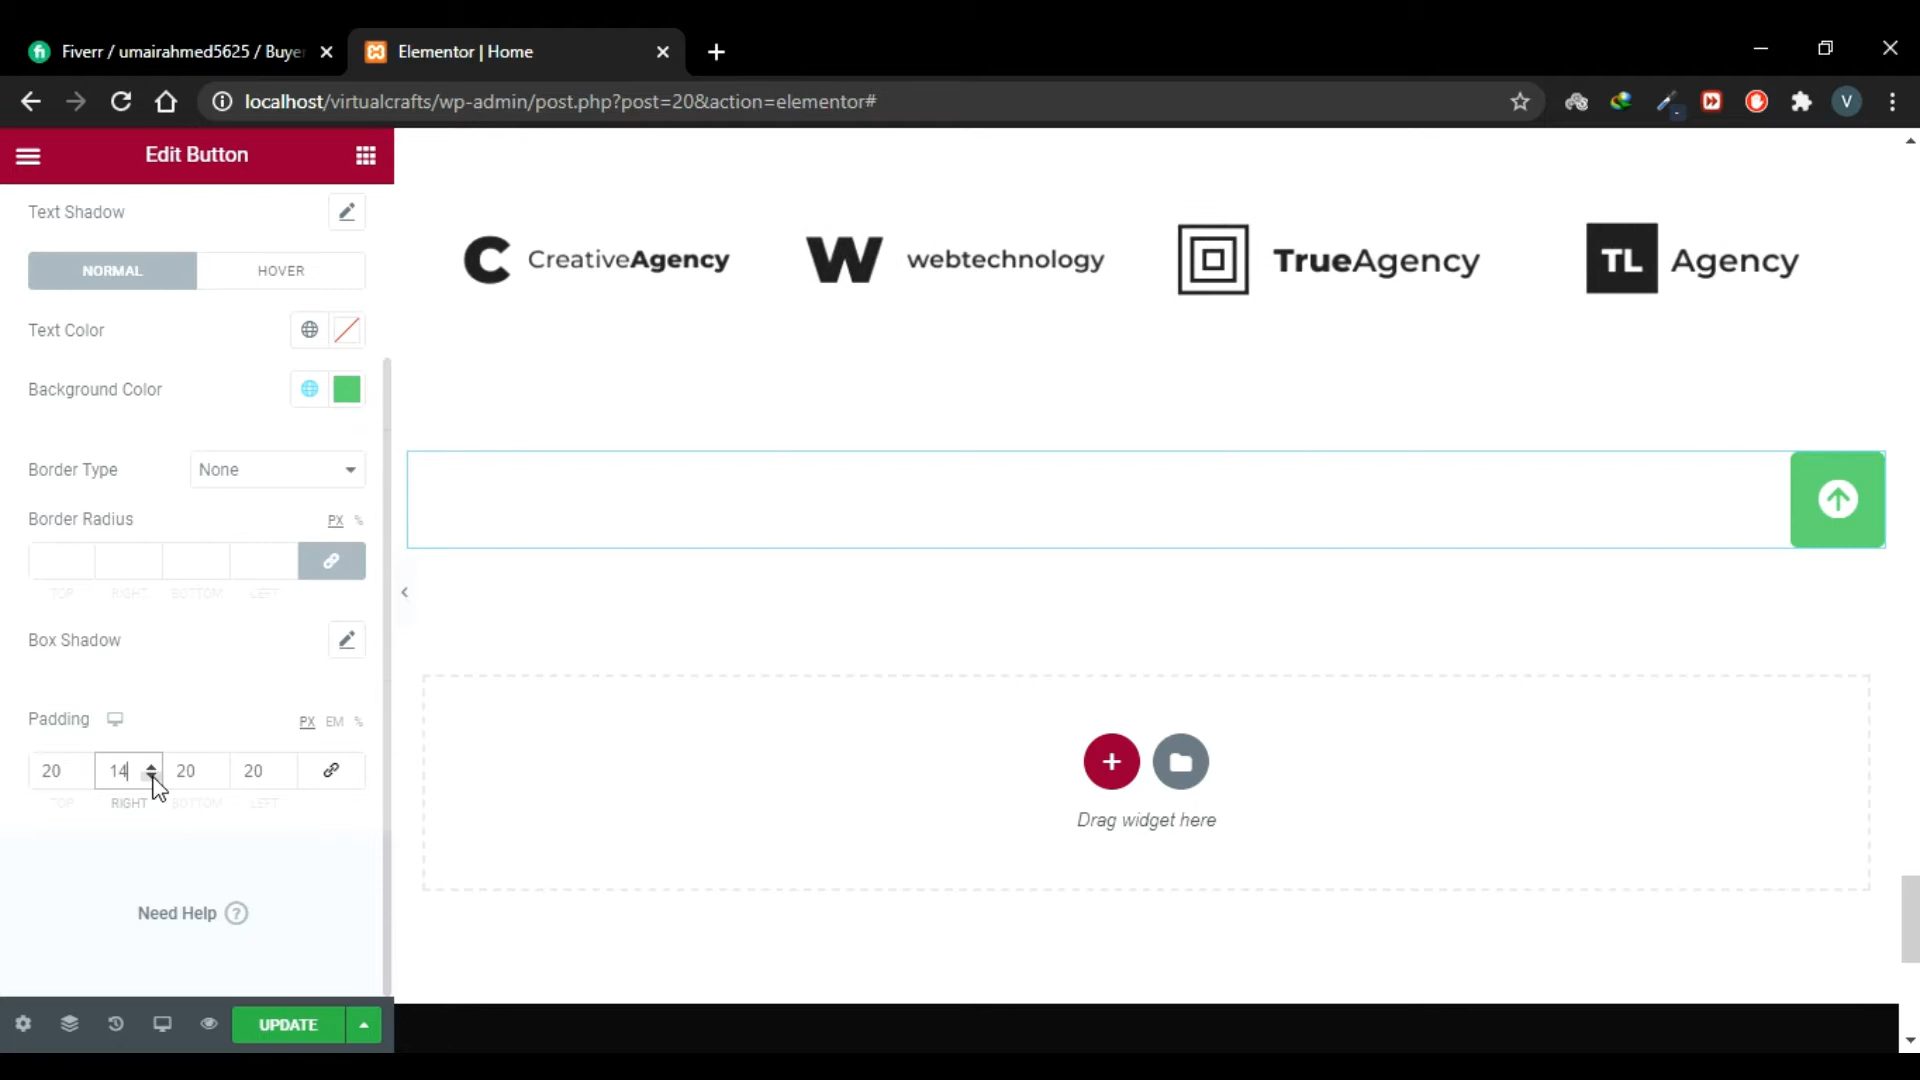 Fiverr / umairahmed5625 / Buye
Elementor | Home
localhost/virtualcrafts/wp-admin/post.php?post=20&action=elementor#
V
Edit Button
Text Shadow
NORMAL
HOVER
Text Color
Background Color
Border Type
None
Border Radius
PX %
TOP RIGHT BOTTOM LEFT
Box Shadow
Padding
PX EM %
20 14 20 20
TOP RIGHT BOTTOM LEFT
Need Help ?
UPDATE
C CreativeAgency
W webtechnology
TrueAgency
TL Agency
Drag widget here